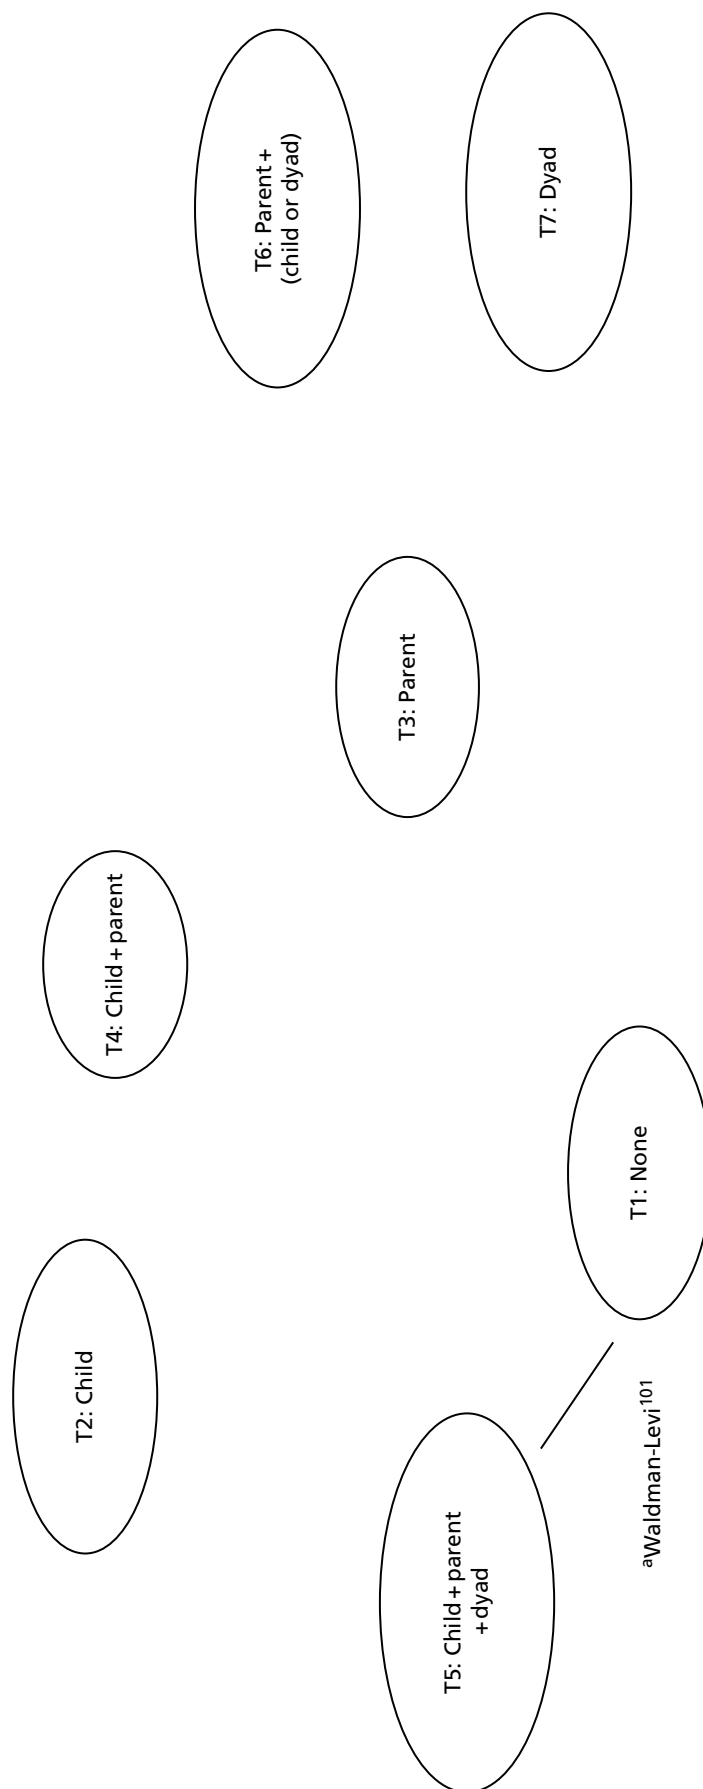 T6: Parent +
(child or dyad)
T7: Dyad
T3: Parent
T4: Child + parent
T1: None
T2: Child
T5: Child + parent
+ dyad
ᵃWaldman-Levi¹⁰¹